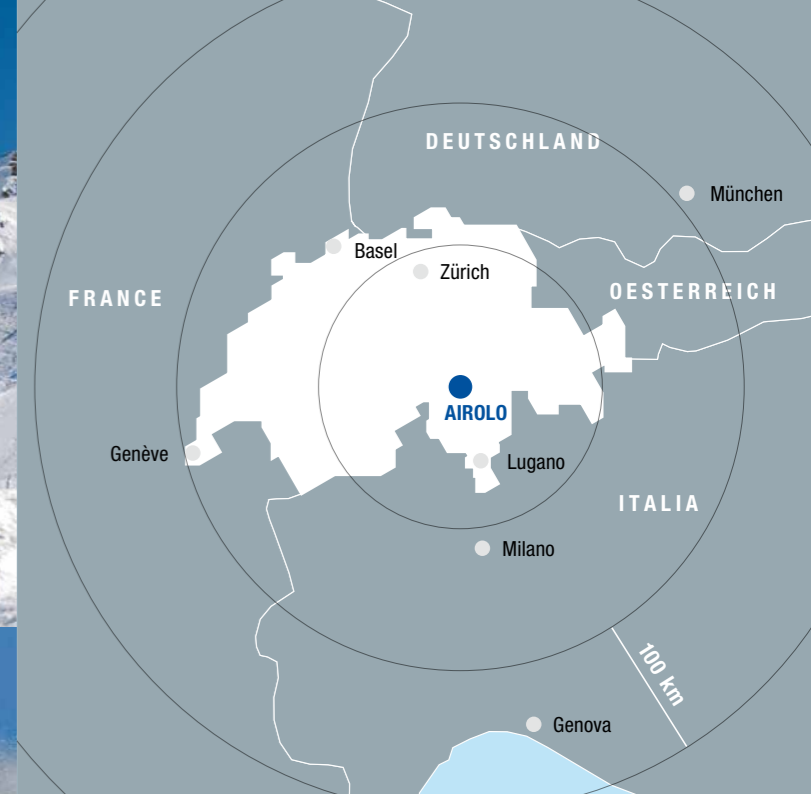 DEUTSCHLAND
München
Basel
Zürich
FRANCE
OESTERREICH
AIROLO
Genève
Lugano
ITALIA
Milano
100 km
Genova